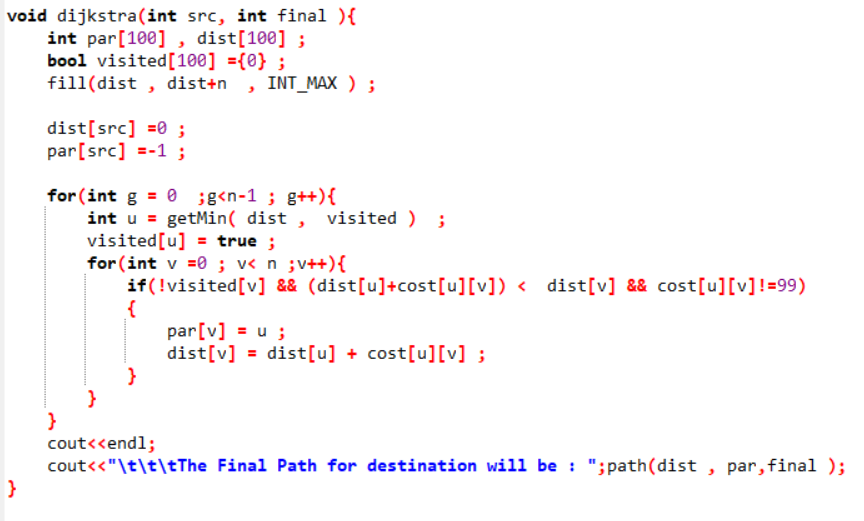 void dijkstra(int src, int final ){
    int par[100] , dist[100] ;
    bool visited[100] ={0} ;
    fill(dist , dist+n  , INT_MAX ) ;

    dist[src] =0 ;
    par[src] =-1 ;

    for(int g = 0  ;g<n-1 ; g++){
        int u = getMin( dist ,  visited )  ;
        visited[u] = true ;
        for(int v =0 ; v< n ;v++){
            if(!visited[v] && (dist[u]+cost[u][v]) <  dist[v] && cost[u][v]!=99)
            {
                par[v] = u ;
                dist[v] = dist[u] + cost[u][v] ;
            }
        }
    }
    cout<<endl;
    cout<<"\t\t\tThe Final Path for destination will be : ";path(dist , par,final );
}